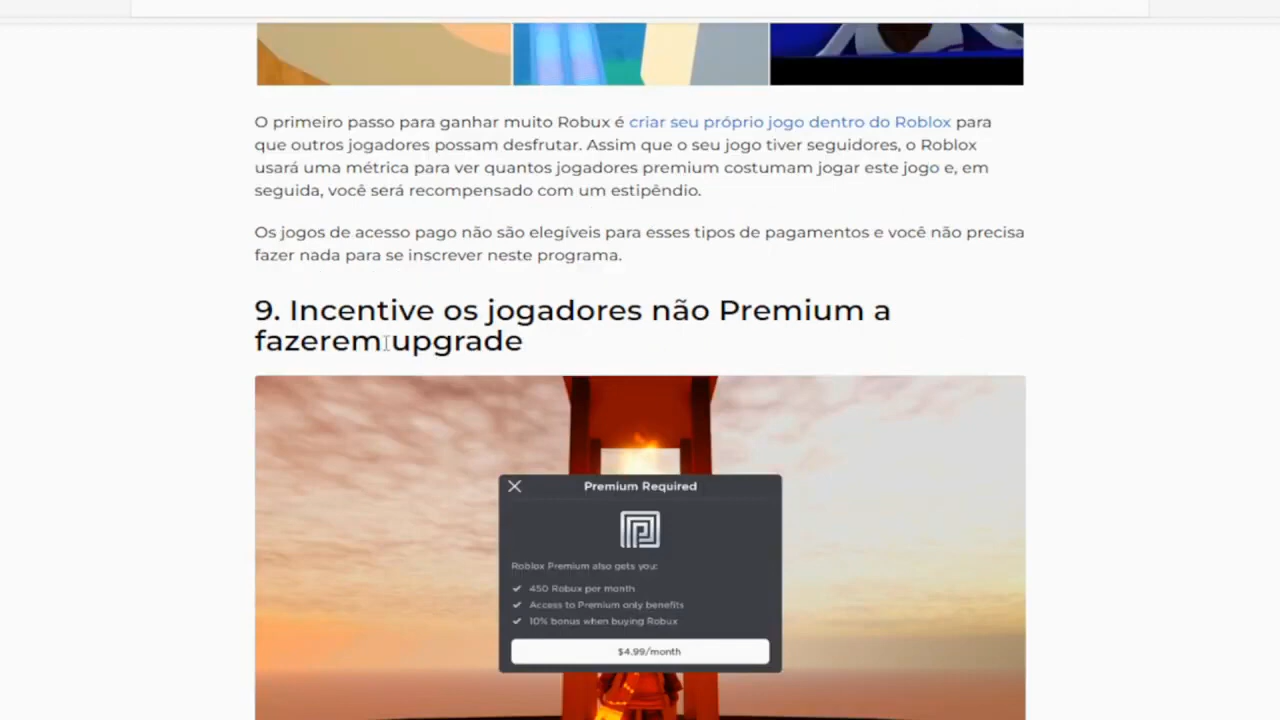 O primeiro passo para ganhar muito Robux é criar seu próprio jogo dentro do Roblox para
que outros jogadores possam desfrutar. Assim que o seu jogo tiver seguidores, o Roblox
usará uma métrica para ver quantos jogadores premium costumam jogar este jogo e, em
seguida, você será recompensado com um estipêndio.
Os jogos de acesso pago não são elegíveis para esses tipos de pagamentos e você não precisa
fazer nada para se inscrever neste programa.
9. Incentive os jogadores não Premium a
fazerem upgrade
Premium Required
Roblox Premium also gets you:
450 Robux per month
Access to Premium only benefits
10% bonus when buying Robux
$4.99/month